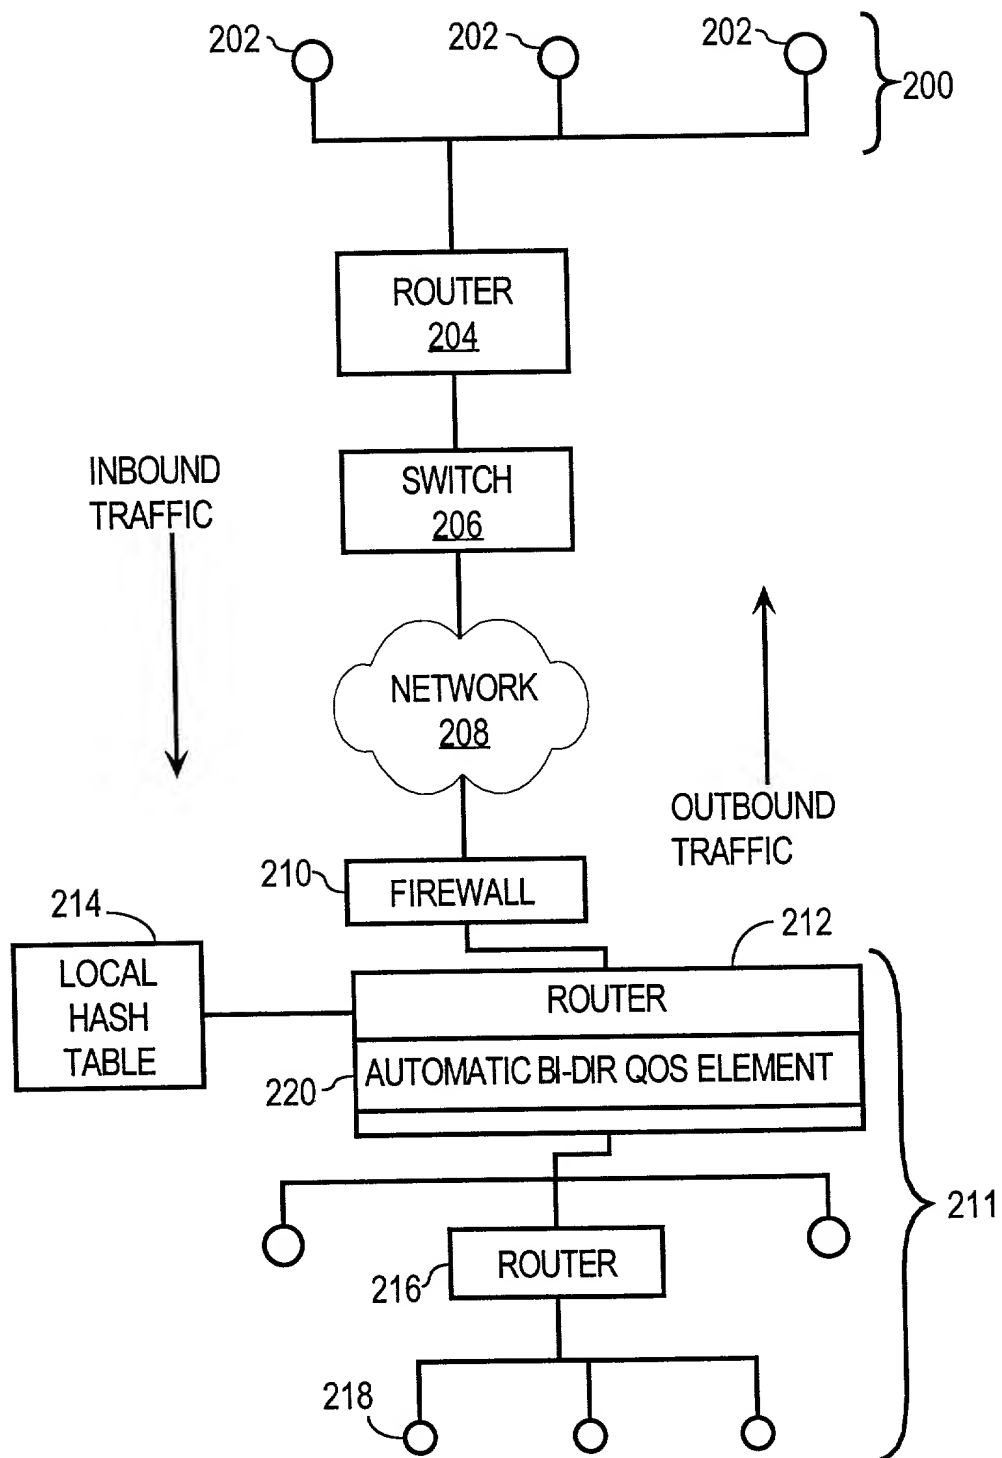 202
202
202
200
ROUTER
204
INBOUND
TRAFFIC
SWITCH
206
NETWORK
208
OUTBOUND
TRAFFIC
210
FIREWALL
214
212
LOCAL
HASH
TABLE
ROUTER
220
AUTOMATIC BI-DIR QOS ELEMENT
211
216
ROUTER
218